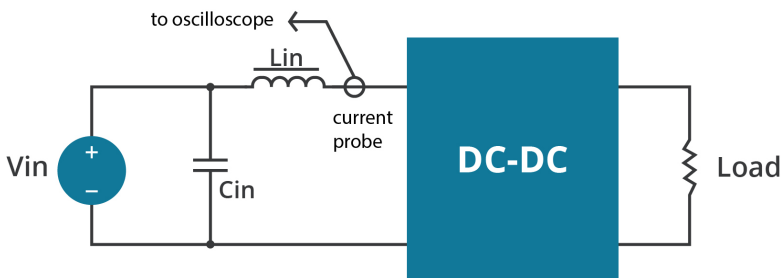 to oscilloscope
Lin
current
probe
Vin
+
−
Cin
DC-DC
Load